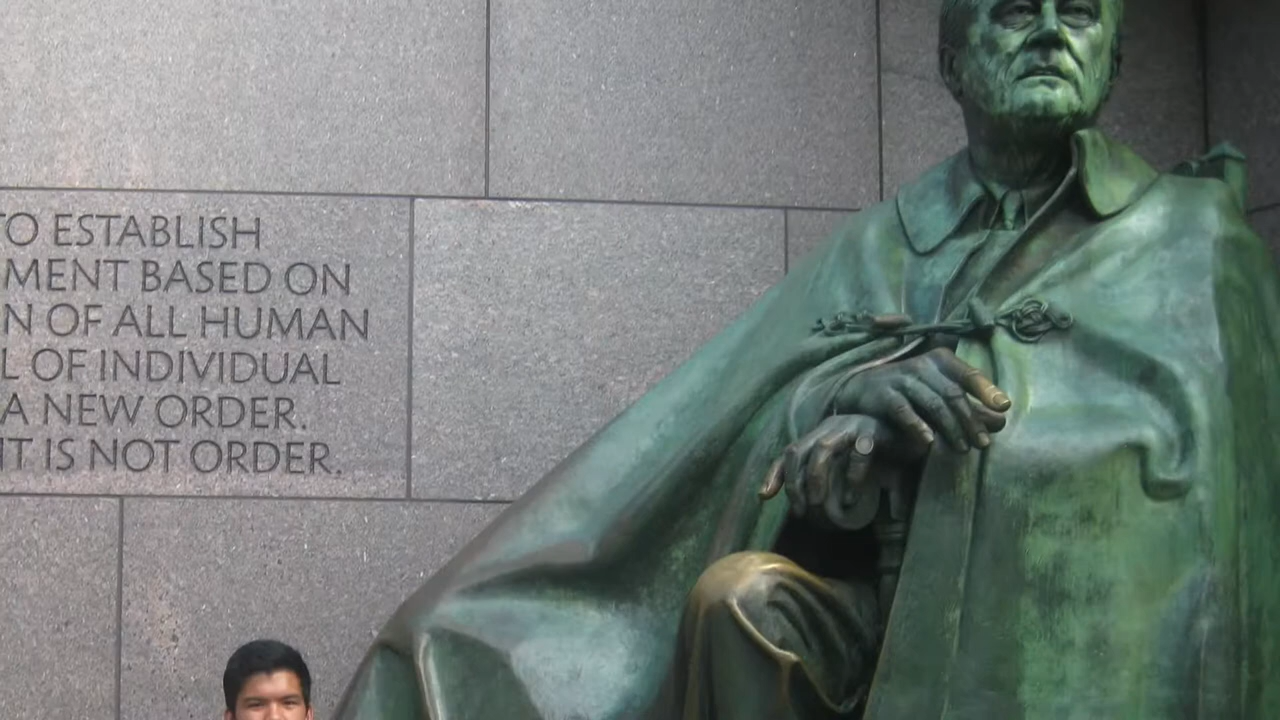 TO ESTABLISH
MENT BASED ON
N OF ALL HUMAN
L OF INDIVIDUAL
A NEW ORDER.
IT IS NOT ORDER.